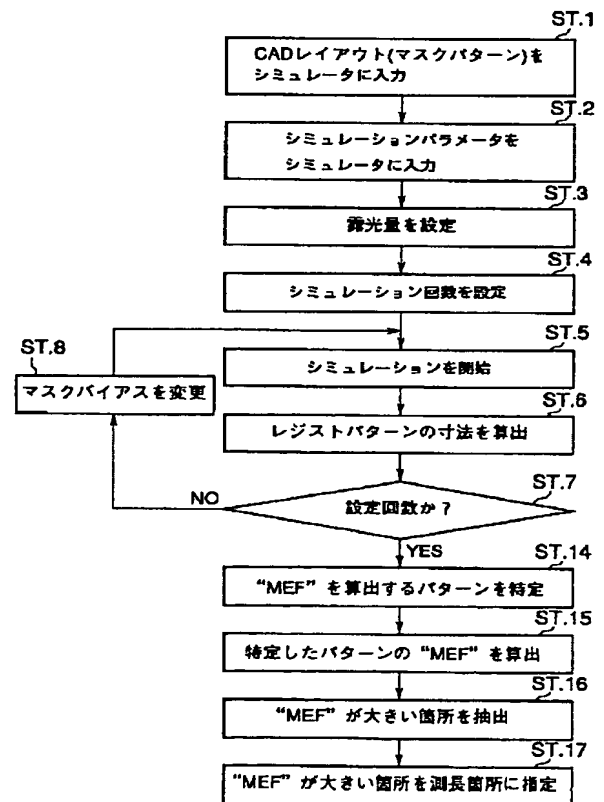 ST.1
CADレイアウト(マスクパターン)を
シミュレータに入力
ST.2
シミュレーションパラメータを
シミュレータに入力
ST.3
露光量を設定
ST.4
シミュレーション回数を設定
ST.5
シミュレーションを開始
ST.8
マスクバイアスを変更
ST.6
レジストパターンの寸法を算出
ST.7
設定回数か?
NO
YES
ST.14
“MEF”を算出するパターンを特定
ST.15
特定したパターンの“MEF”を算出
ST.16
“MEF”が大きい箇所を抽出
ST.17
“MEF”が大きい箇所を測長箇所に指定